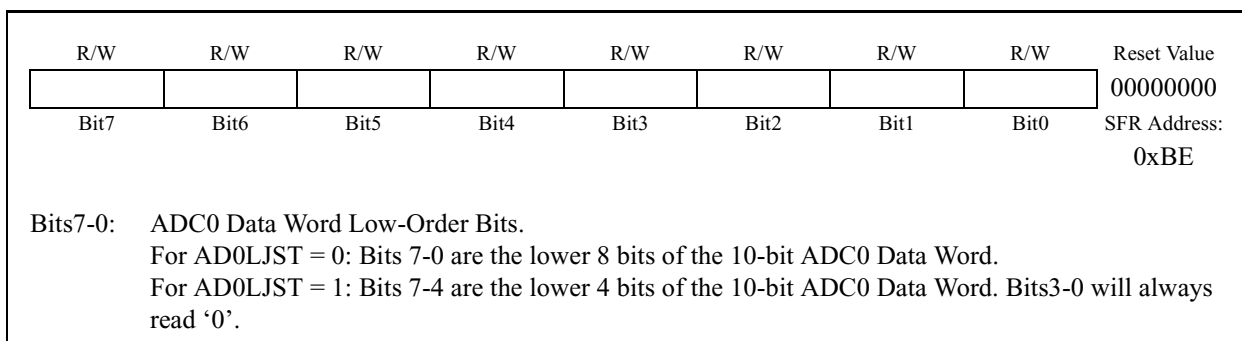 R/W R/W R/W R/W R/W R/W R/W R/W Reset Value
00000000
Bit7 Bit6 Bit5 Bit4 Bit3 Bit2 Bit1 Bit0 SFR Address:
0xBE
Bits7-0: ADC0 Data Word Low-Order Bits.
For AD0LJST = 0: Bits 7-0 are the lower 8 bits of the 10-bit ADC0 Data Word.
For AD0LJST = 1: Bits 7-4 are the lower 4 bits of the 10-bit ADC0 Data Word. Bits3-0 will always
read ‘0’.